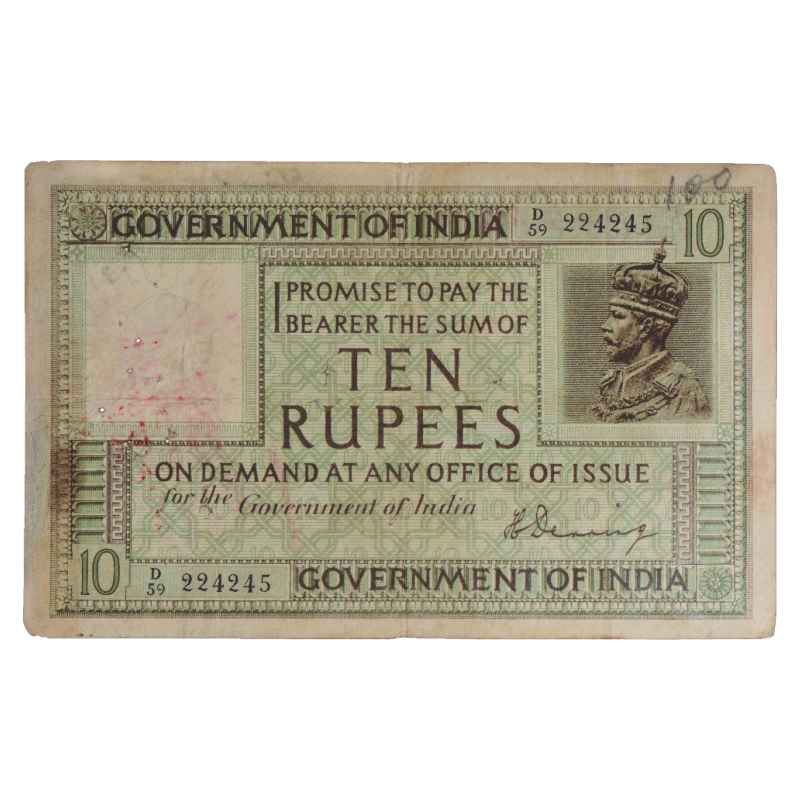 100
GOVERNMENT OF INDIA D/59 224245 10
I PROMISE TO PAY THE
BEARER THE SUM OF
TEN
RUPEES
ON DEMAND AT ANY OFFICE OF ISSUE
for the Government of India
H Denning
10 D/59 224245 GOVERNMENT OF INDIA